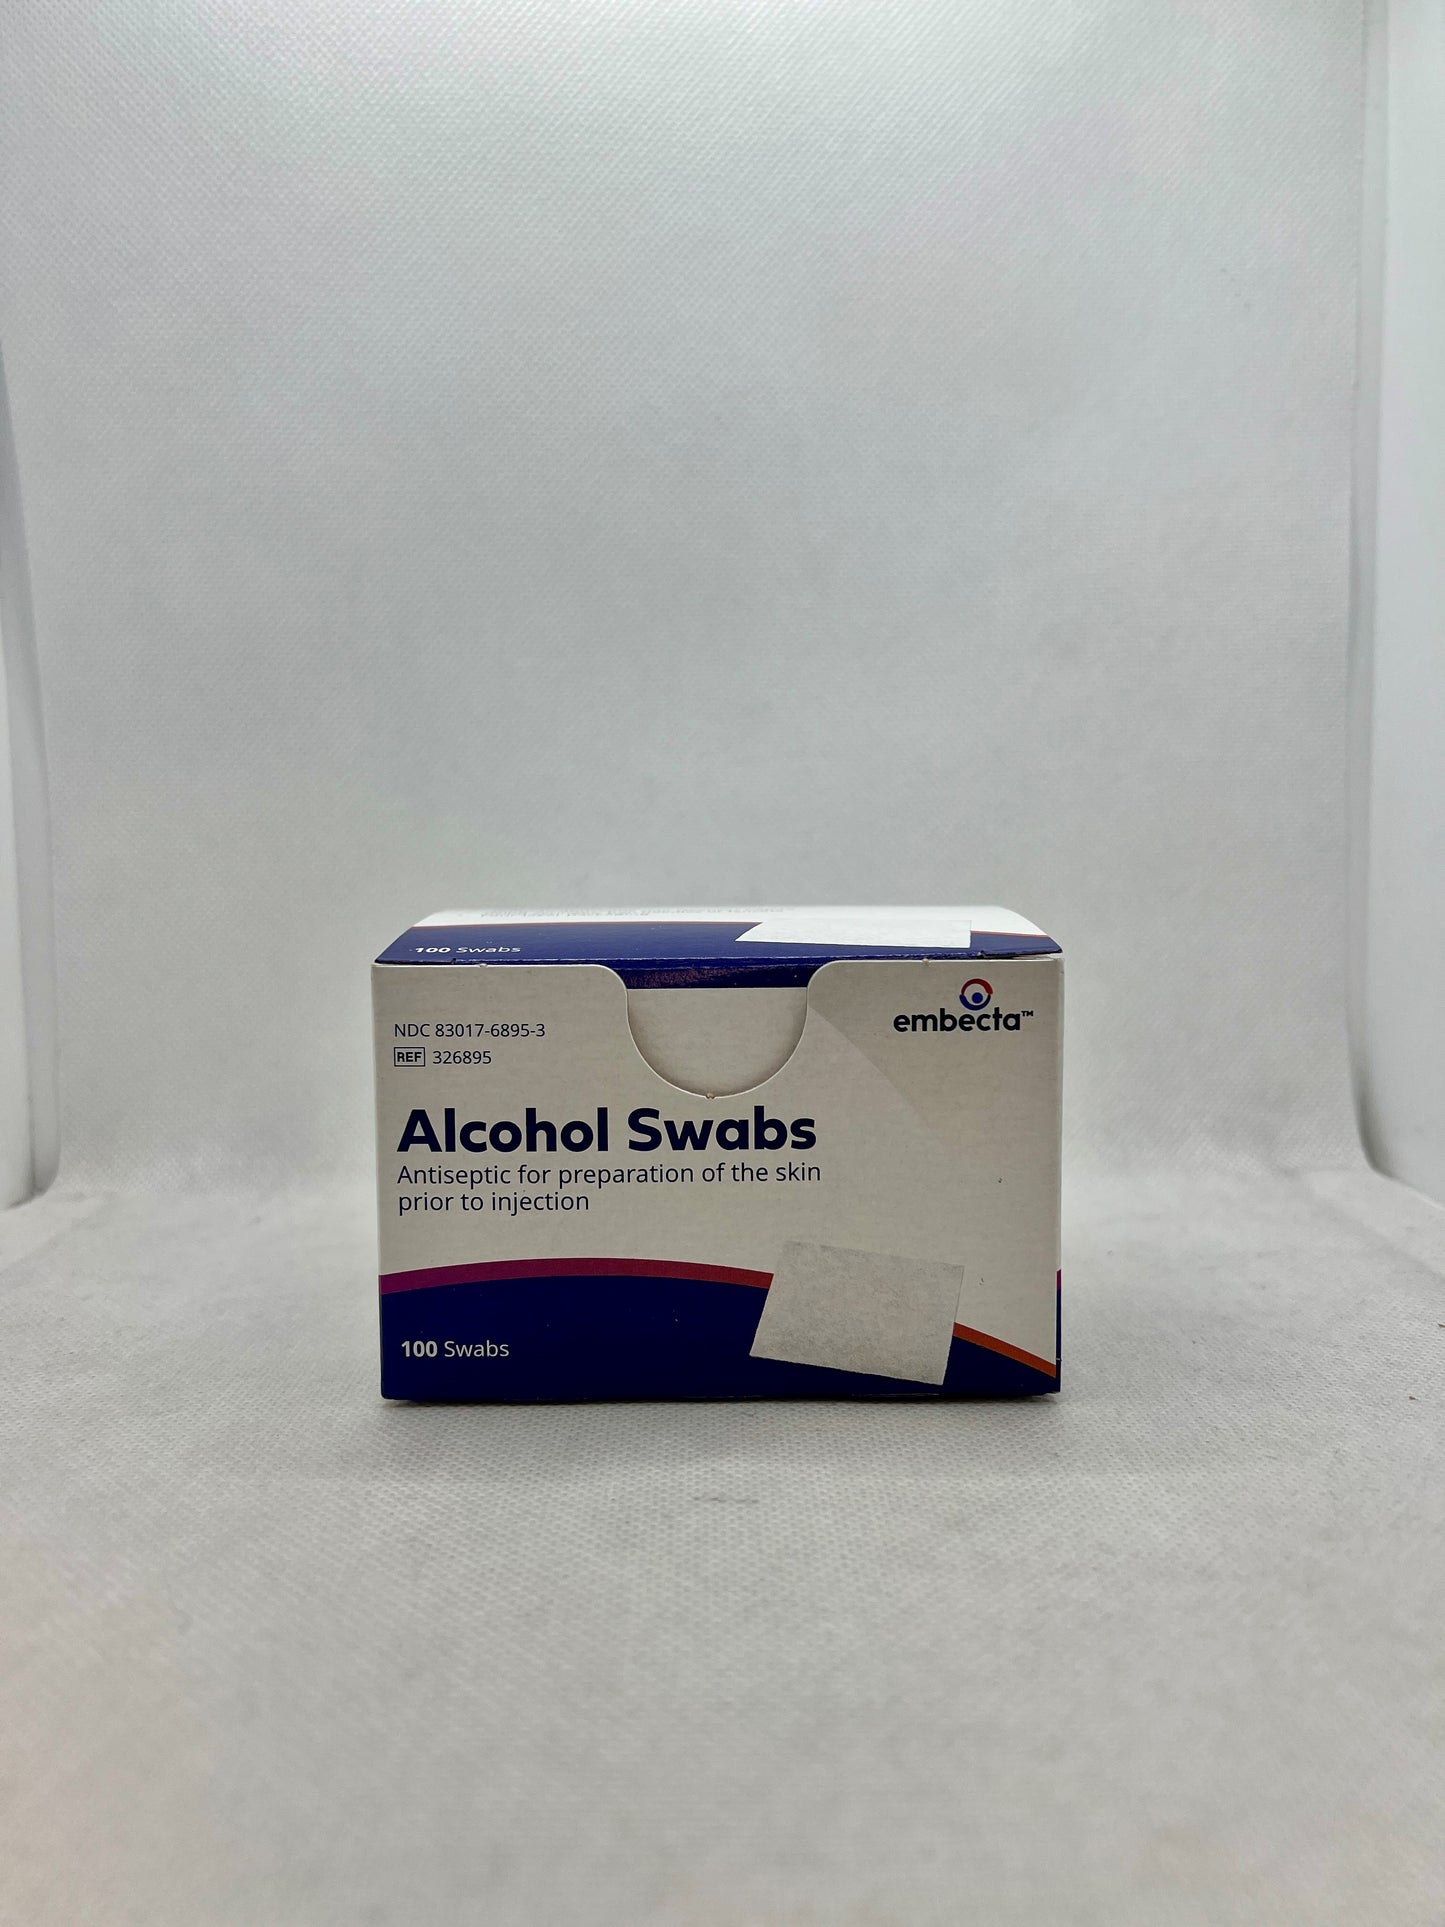 100 Swabs
embecta™
NDC 83017-6895-3
REF 326895
Alcohol Swabs
Antiseptic for preparation of the skin
prior to injection
100 Swabs